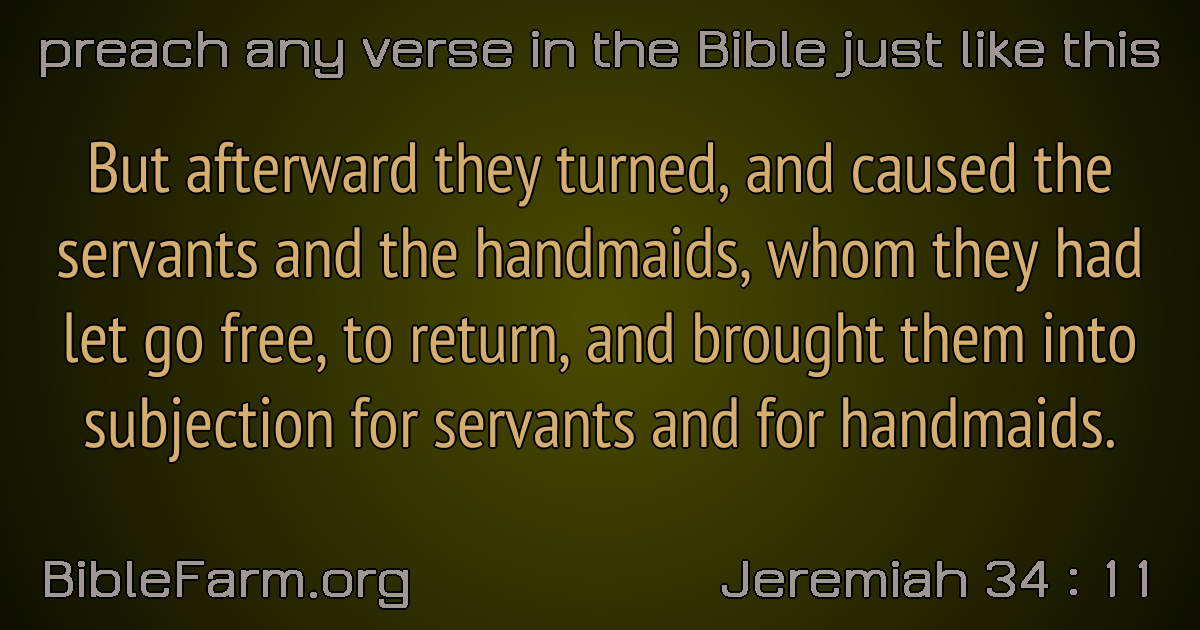 preach any verse in the Bible just like this
But afterward they turned, and caused the
servants and the handmaids, whom they had
let go free, to return, and brought them into
subjection for servants and for handmaids.
BibleFarm.org
Jeremiah 34 : 11